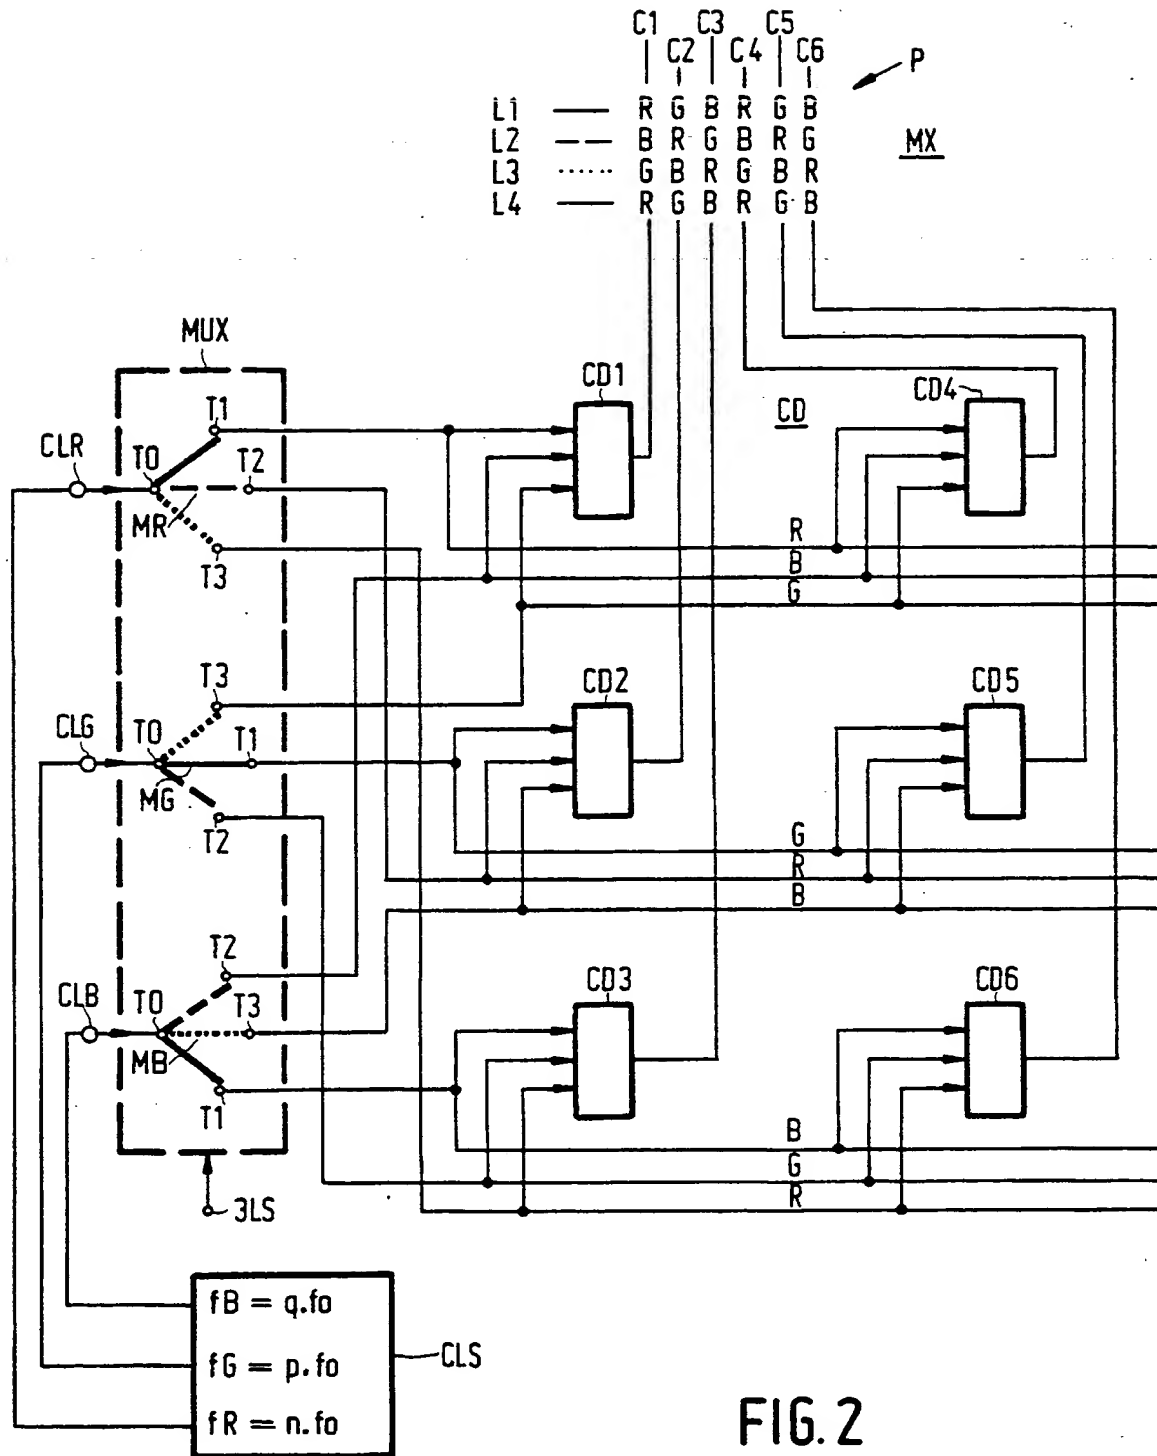 C1 C3 C5
C2 C4 C6
P
L1 R G B R G B
L2 B R G B R G
MX
L3 G B R G B R
L4 R G B R G B
MUX
CD1
CD4
CD
T1
CLR
T0
T2
MR
T3
R
B
G
T3
CD2
CD5
CLG
T0
T1
MG
T2
G
R
B
T2
CD3
CD6
CLB
T0
T3
MB
T1
B
G
R
3LS
fB = q.fo
fG = p.fo
CLS
fR = n.fo
FIG. 2